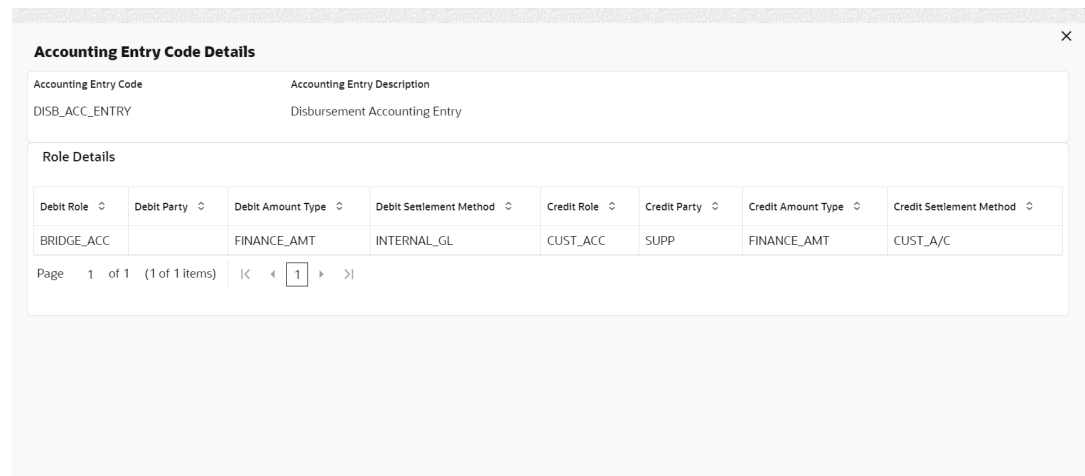 Accounting Entry Code Details
Accounting Entry Code Accounting Entry Description
DISB_ACC_ENTRY Disbursement Accounting Entry
Role Details
Debit Role Debit Party Debit Amount Type Debit Settlement Method Credit Role Credit Party Credit Amount Type Credit Settlement Method
BRIDGE_ACC FINANCE_AMT INTERNAL_GL CUST_ACC SUPP FINANCE_AMT CUST_A/C
Page 1 of 1 (1 of 1 items) 1